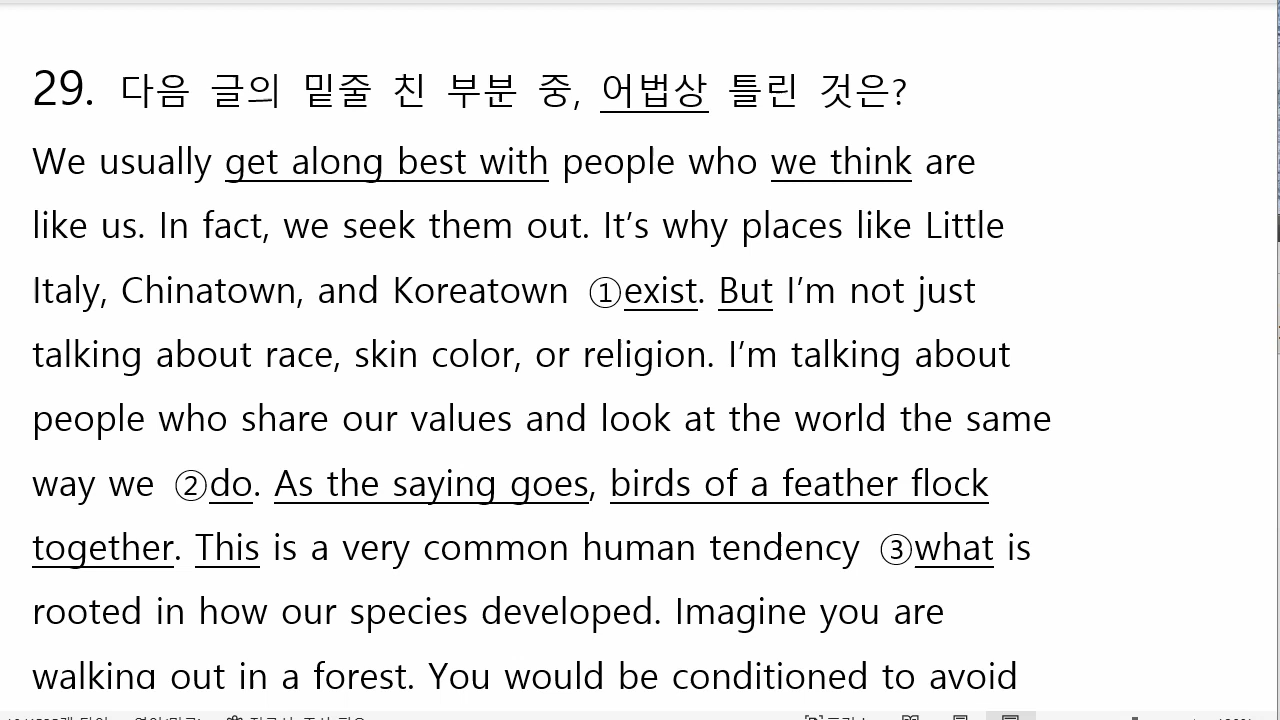 29. 다음 글의 밑줄 친 부분 중, 어법상 틀린 것은?
We usually get along best with people who we think are
like us. In fact, we seek them out. It’s why places like Little
Italy, Chinatown, and Koreatown ①exist. But I’m not just
talking about race, skin color, or religion. I’m talking about
people who share our values and look at the world the same
way we ②do. As the saying goes, birds of a feather flock
together. This is a very common human tendency ③what is
rooted in how our species developed. Imagine you are
walking out in a forest. You would be conditioned to avoid